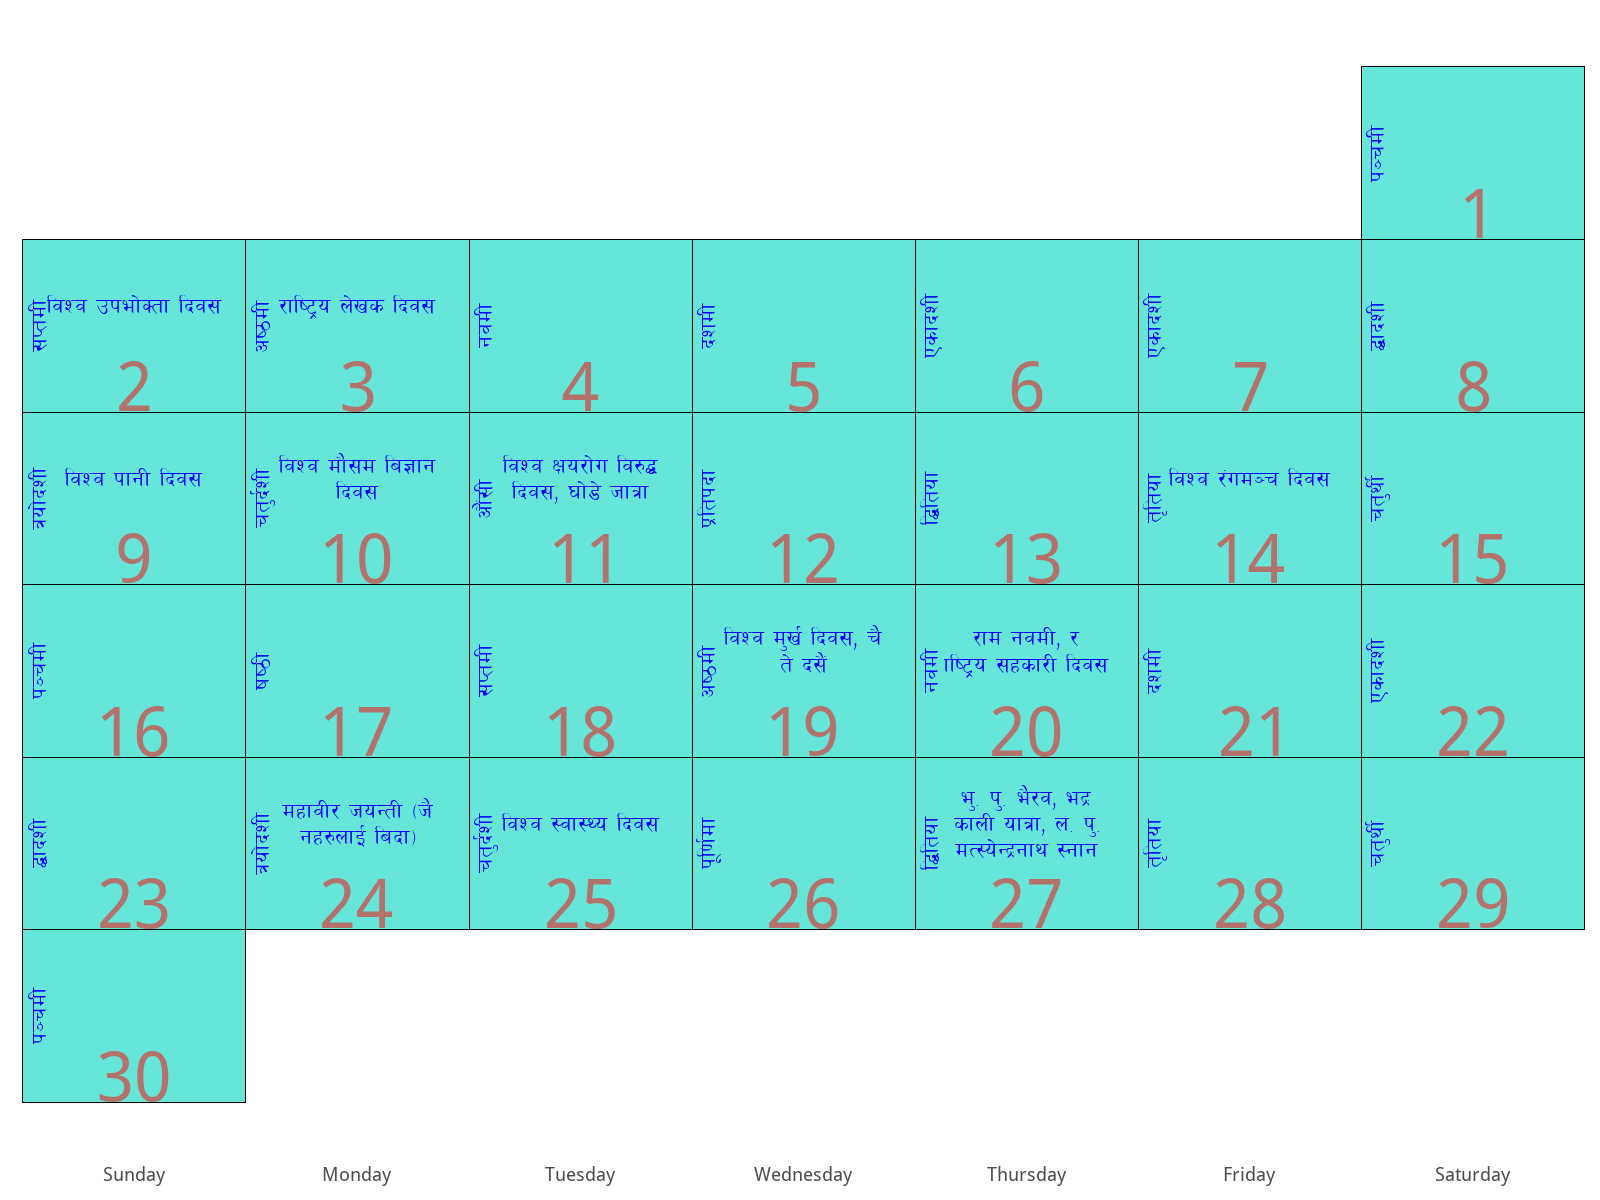 पञ्चमी
1
सप्तमी
विश्व उपभोक्ता दिवस
2
अष्ठमी
राष्ट्रिय लेखक दिवस
3
नवमी
4
दशमी
5
एकादशी
6
एकादशी
7
द्वादशी
8
त्रयोदशी
विश्व पानी दिवस
9
चतुर्दशी
विश्व मौसम बिज्ञान
दिवस
10
औंसी
विश्व क्षयरोग विरुद्ध
दिवस, घोडे जात्रा
11
प्रतिपदा
12
द्वितिया
13
तृतिया
विश्व रंगमञ्च दिवस
14
चतुर्थी
15
पञ्चमी
16
षष्ठी
17
सप्तमी
18
अष्ठमी
विश्व मुर्ख दिवस, चै
ते दसैं
19
नवमी
राम नवमी, र
ाष्ट्रिय सहकारी दिवस
20
दशमी
21
एकादशी
22
द्वादशी
23
त्रयोदशी
महावीर जयन्ती (जै
नहरुलाई बिदा)
24
चतुर्दशी
विश्व स्वास्थ्य दिवस
25
पूर्णिमा
26
द्वितिया
भु. पु. भैरव, भद्र
काली यात्रा, ल. पु.
मत्स्येन्द्रनाथ स्नान
27
तृतिया
28
चतुर्थी
29
पञ्चमी
30
Sunday
Monday
Tuesday
Wednesday
Thursday
Friday
Saturday